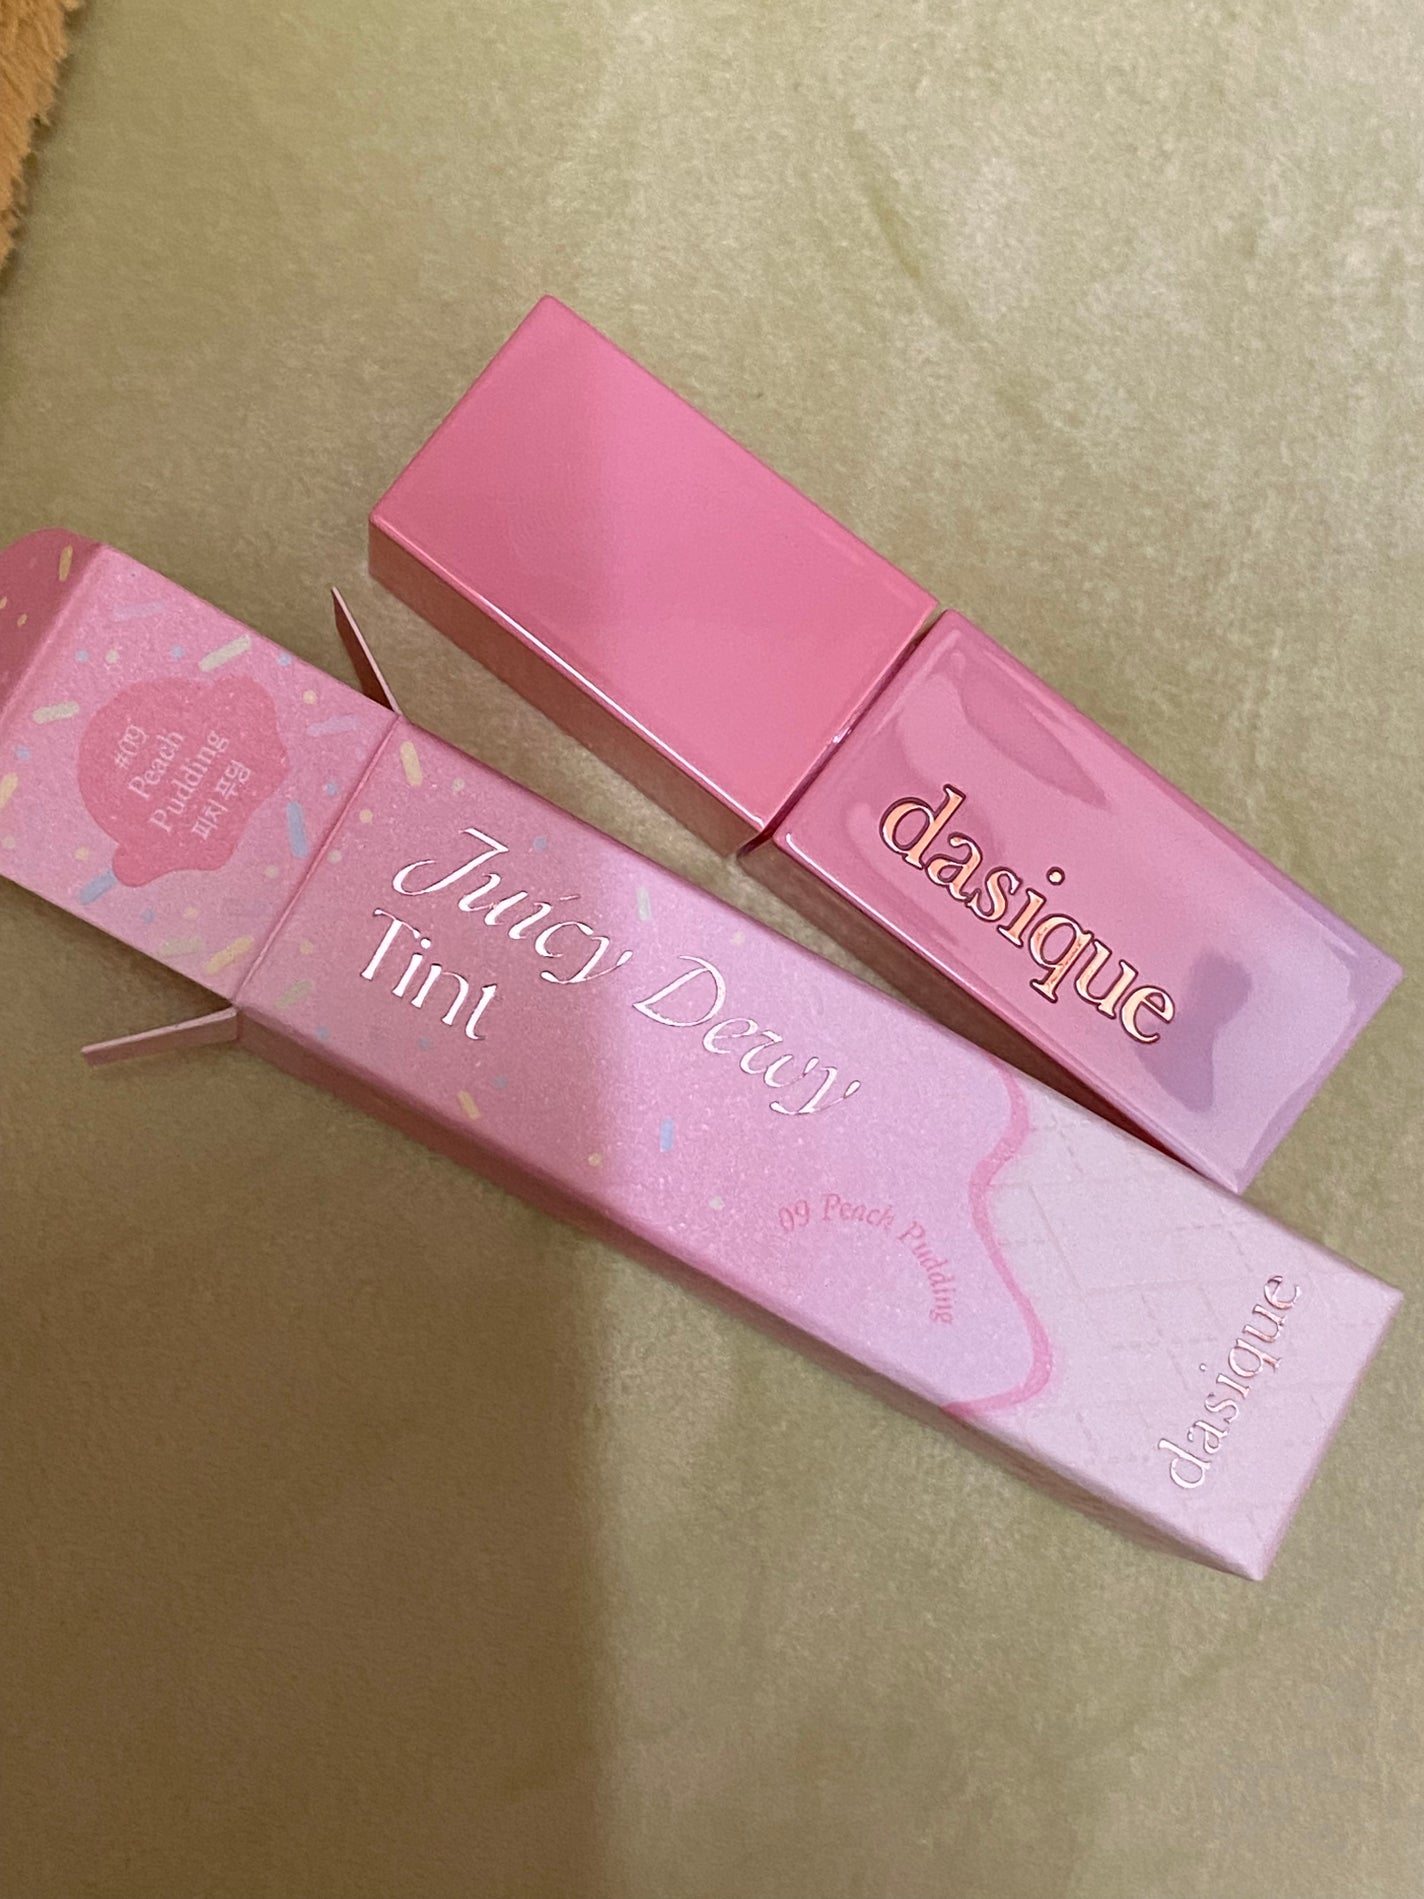 #09
Peach
Pudding
피치 푸딩
Juicy Dewy
Tint
09 Peach Pudding
dasique
dasique